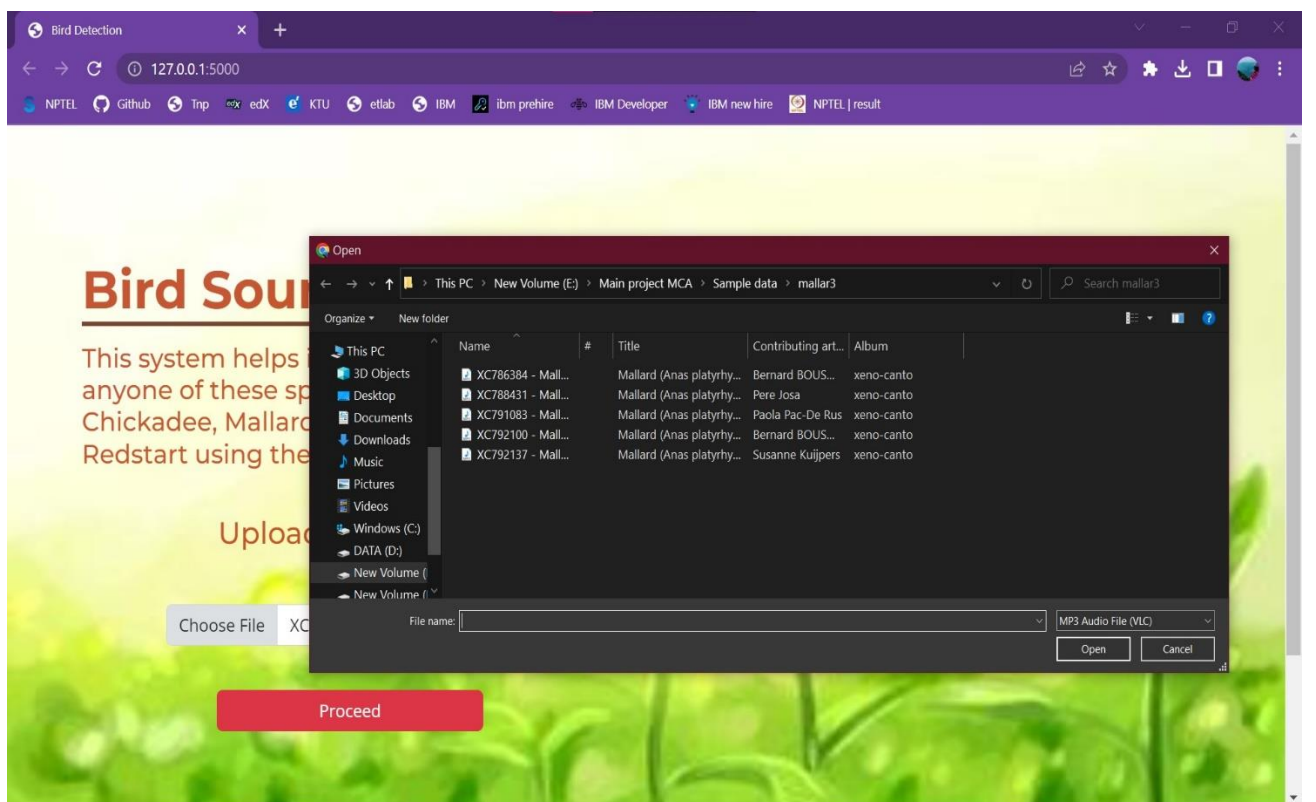 Bird Detection
127.0.0.1:5000
NPTEL Github Tnp edX edX KTU etlab IBM ibm prehire IBM Developer IBM new hire NPTEL | result
Open
This PC > New Volume (E:) > Main project MCA > Sample data > mallar3 Search mallar3
Organize New folder
Name # Title Contributing art... Album
This PC
3D Objects
Desktop
Documents
Downloads
Music
Pictures
Videos
Windows (C:)
DATA (D:)
New Volume (
New Volume (
XC786384 - Mall... Mallard (Anas platyrhy... Bernard BOUS... xeno-canto
XC788431 - Mall... Mallard (Anas platyrhy... Pere Josa xeno-canto
XC791083 - Mall... Mallard (Anas platyrhy... Paola Pac-De Rus xeno-canto
XC792100 - Mall... Mallard (Anas platyrhy... Bernard BOUS... xeno-canto
XC792137 - Mall... Mallard (Anas platyrhy... Susanne Kuijpers xeno-canto
File name: MP3 Audio File (VLC)
Open Cancel
Bird Sou
This system helps i
anyone of these sp
Chickadee, Mallard
Redstart using the
Upload
Choose File XC
Proceed